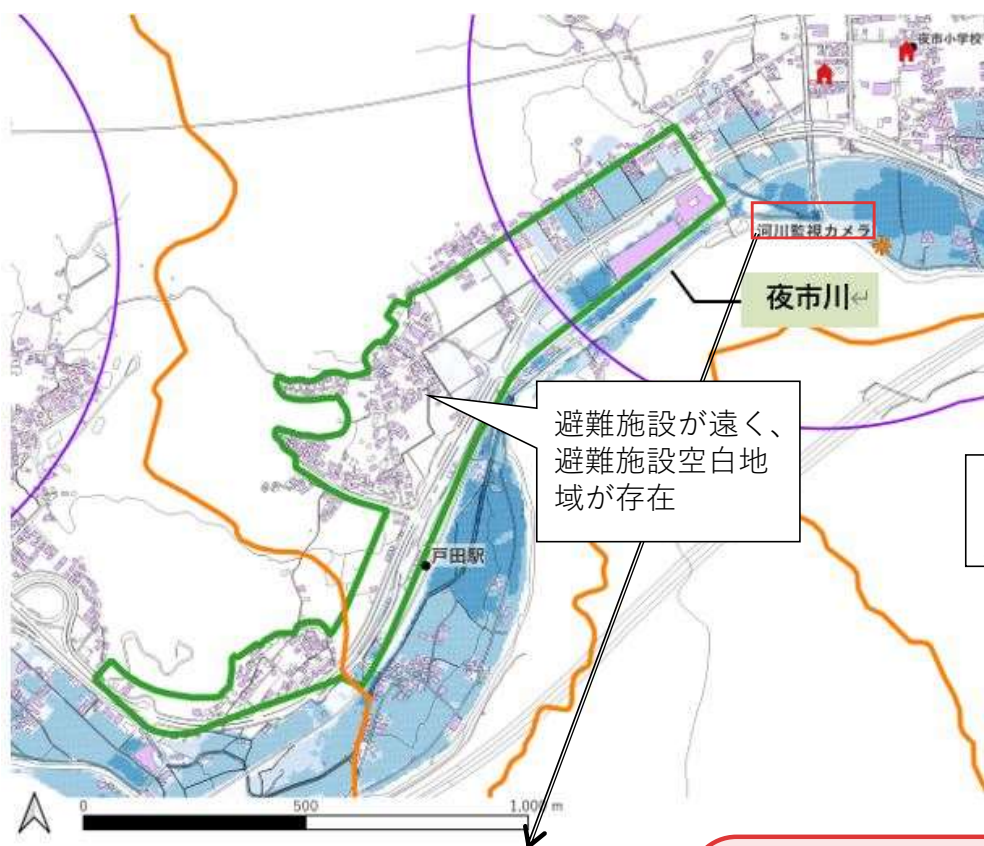 夜市小学校
河川監視カメラ
夜市川↵
避難施設が遠く、
避難施設空白地
域が存在
戸田駅
0 500 1,000 m